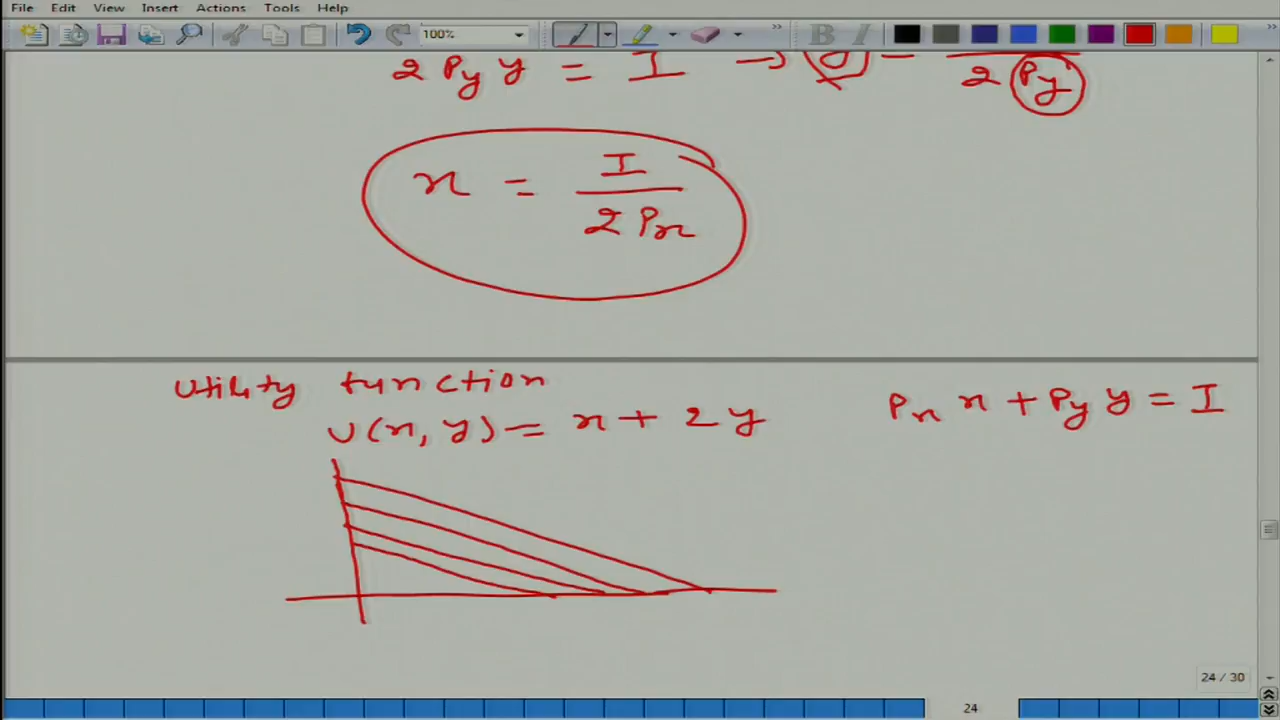 File Edit View Insert Actions Tools Help
100%
2 Py y = I →
2 Py
x = I / 2 Px
Utility function
U(x, y) = x + 2y
Px x + Py y = I
24 / 30
24